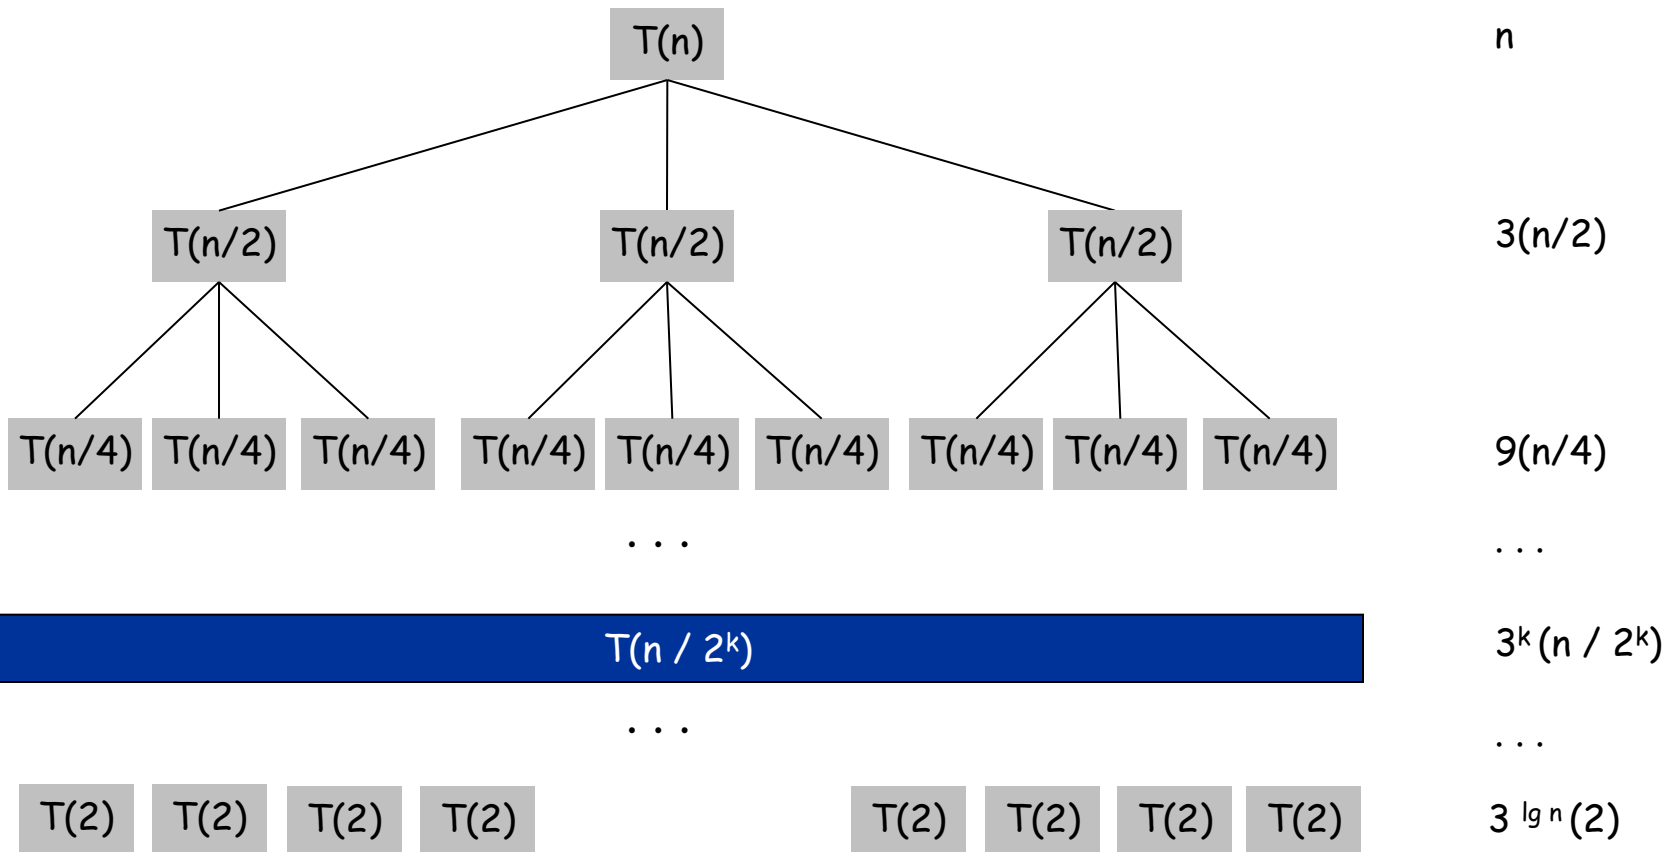 T(n) n
T(n/2) T(n/2) T(n/2) 3(n/2)
T(n/4) T(n/4) T(n/4) T(n/4) T(n/4) T(n/4) T(n/4) T(n/4) T(n/4) 9(n/4)
. . . . . .
T(n / 2ᵏ) 3ᵏ (n / 2ᵏ)
. . . . . .
T(2) T(2) T(2) T(2) T(2) T(2) T(2) T(2) 3 ˡᵍ ⁿ (2)